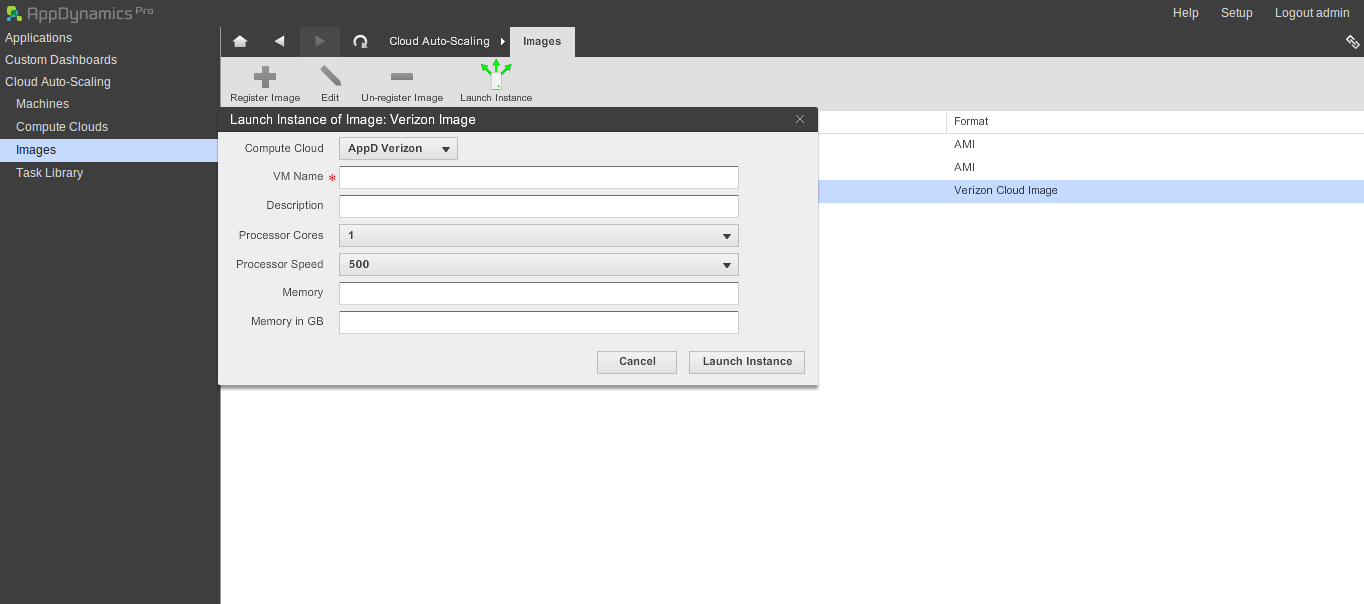 AppDynamics Pro
Help Setup Logout admin
Applications
Custom Dashboards
Cloud Auto-Scaling
Machines
Compute Clouds
Images
Task Library
Cloud Auto-Scaling Images
Register Image Edit Un-register Image Launch Instance
Launch Instance of Image: Verizon Image
Compute Cloud AppD Verizon
VM Name *
Description
Processor Cores 1
Processor Speed 500
Memory
Memory in GB
Cancel Launch Instance
Format
AMI
AMI
Verizon Cloud Image